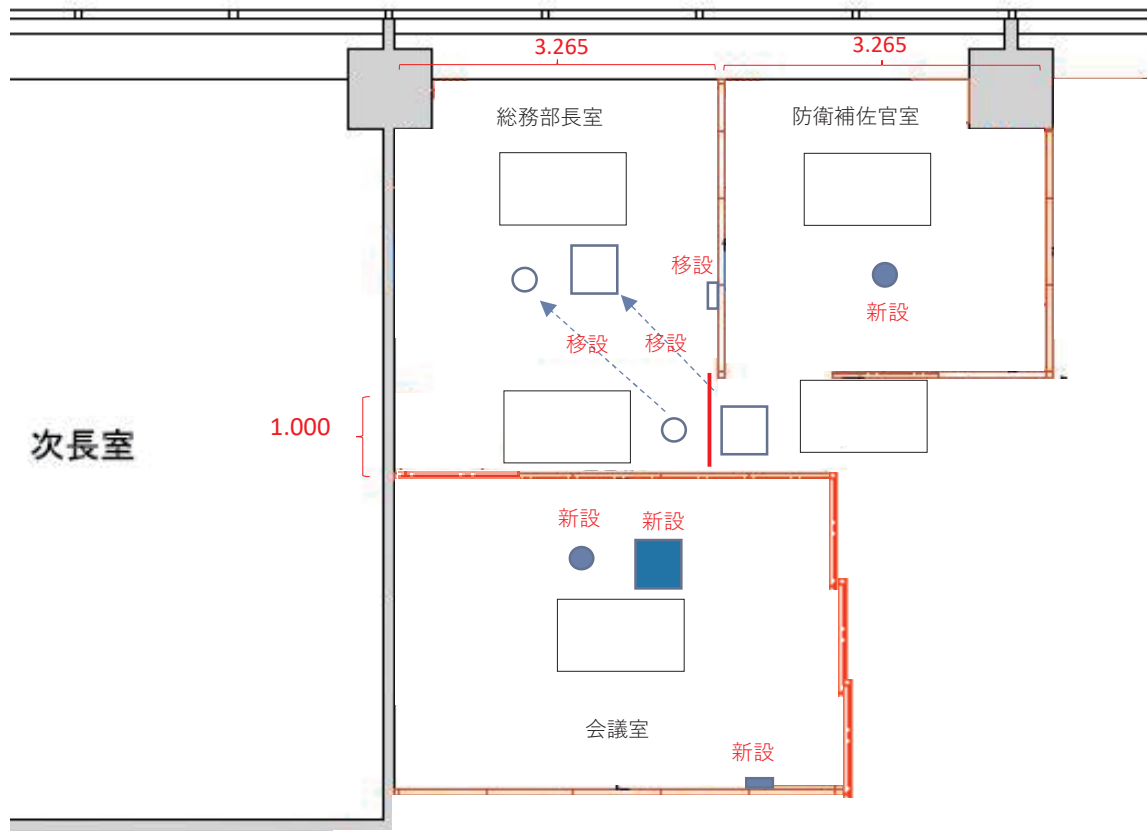 3.265
3.265
総務部長室
防衛補佐官室
移設
新設
移設
移設
1.000
次長室
新設
新設
会議室
新設